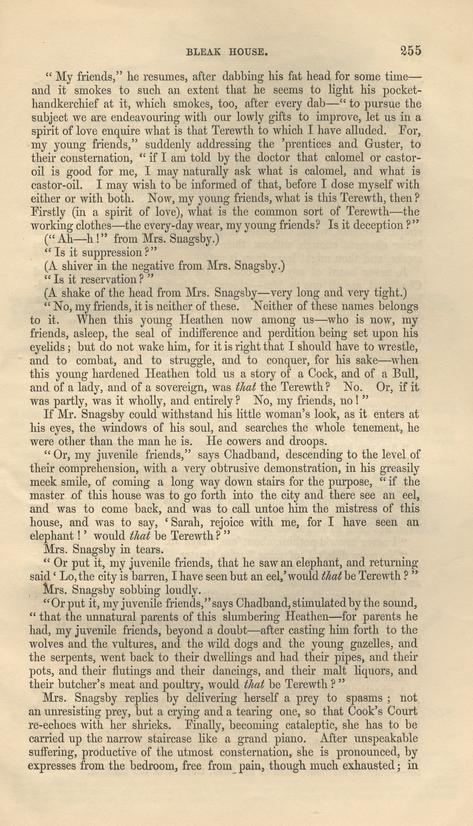 BLEAK HOUSE. 255
“ My friends,” he resumes, after dabbing his fat head for some time—
and it smokes to such an extent that he seems to light his pocket-
handkerchief at it, which smokes, too, after every dab—“ to pursue the
subject we are endeavouring with our lowly gifts to improve, let us in a
spirit of love enquire what is that Terewth to which I have alluded. For,
my young friends,” suddenly addressing the 'prentices and Guster, to
their consternation, “ if I am told by the doctor that calomel or castor-
oil is good for me, I may naturally ask what is calomel, and what is
castor-oil. I may wish to be informed of that, before I dose myself with
either or with both. Now, my young friends, what is this Terewth, then?
Firstly (in a spirit of love), what is the common sort of Terewth—the
working clothes—the every-day wear, my young friends? Is it deception?”
(“ Ah—h!” from Mrs. Snagsby.)
“ Is it suppression?”
(A shiver in the negative from Mrs. Snagsby.)
“ Is it reservation? ”
(A shake of the head from Mrs. Snagsby—very long and very tight.)
“ No, my friends, it is neither of these. Neither of these names belongs
to it. When this young Heathen now among us—who is now, my
friends, asleep, the seal of indifference and perdition being set upon his
eyelids; but do not wake him, for it is right that I should have to wrestle,
and to combat, and to struggle, and to conquer, for his sake—when
this young hardened Heathen told us a story of a Cock, and of a Bull,
and of a lady, and of a sovereign, was that the Terewth? No. Or, if it
was partly, was it wholly, and entirely? No, my friends, no! ”
If Mr. Snagsby could withstand his little woman's look, as it enters at
his eyes, the windows of his soul, and searches the whole tenement, he
were other than the man he is. He cowers and droops.
“ Or, my juvenile friends,” says Chadband, descending to the level of
their comprehension, with a very obtrusive demonstration, in his greasily
meek smile, of coming a long way down stairs for the purpose, “ if the
master of this house was to go forth into the city and there see an eel,
and was to come back, and was to call untoe him the mistress of this
house, and was to say, ‘ Sarah, rejoice with me, for I have seen an
elephant! ’ would that be Terewth? ”
Mrs. Snagsby in tears.
“ Or put it, my juvenile friends, that he saw an elephant, and returning
said ‘ Lo, the city is barren, I have seen but an eel,’ would that be Terewth? ”
Mrs. Snagsby sobbing loudly.
“Or put it, my juvenile friends,” says Chadband, stimulated by the sound,
“ that the unnatural parents of this slumbering Heathen—for parents he
had, my juvenile friends, beyond a doubt—after casting him forth to the
wolves and the vultures, and the wild dogs and the young gazelles, and
the serpents, went back to their dwellings and had their pipes, and their
pots, and their flutings and their dancings, and their malt liquors, and
their butcher's meat and poultry, would that be Terewth? ”
Mrs. Snagsby replies by delivering herself a prey to spasms; not
an unresisting prey, but a crying and a tearing one, so that Cook's Court
re-echoes with her shrieks. Finally, becoming cataleptic, she has to be
carried up the narrow staircase like a grand piano. After unspeakable
suffering, productive of the utmost consternation, she is pronounced, by
expresses from the bedroom, free from pain, though much exhausted; in